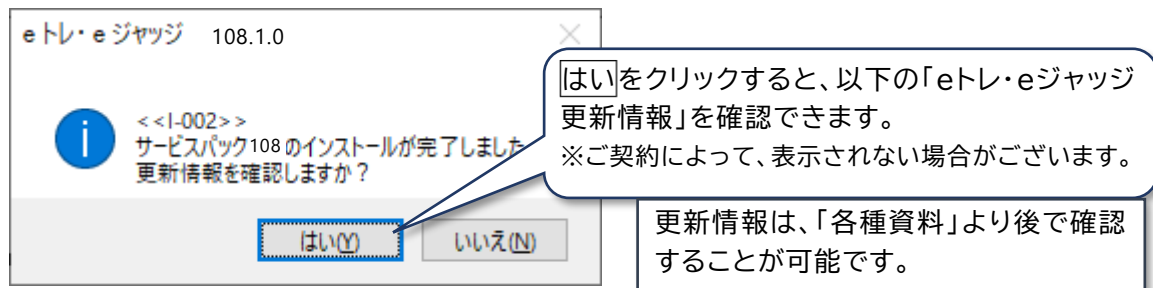 eトレ・eジャッジ 108.1.0
<<I-002>>
サービスパック108のインストールが完了しました
更新情報を確認しますか?
はい(Y)
いいえ(N)
はいをクリックすると、以下の「eトレ・eジャッジ
更新情報」を確認できます。
※ご契約によって、表示されない場合がございます。
更新情報は、「各種資料」より後で確認
することが可能です。